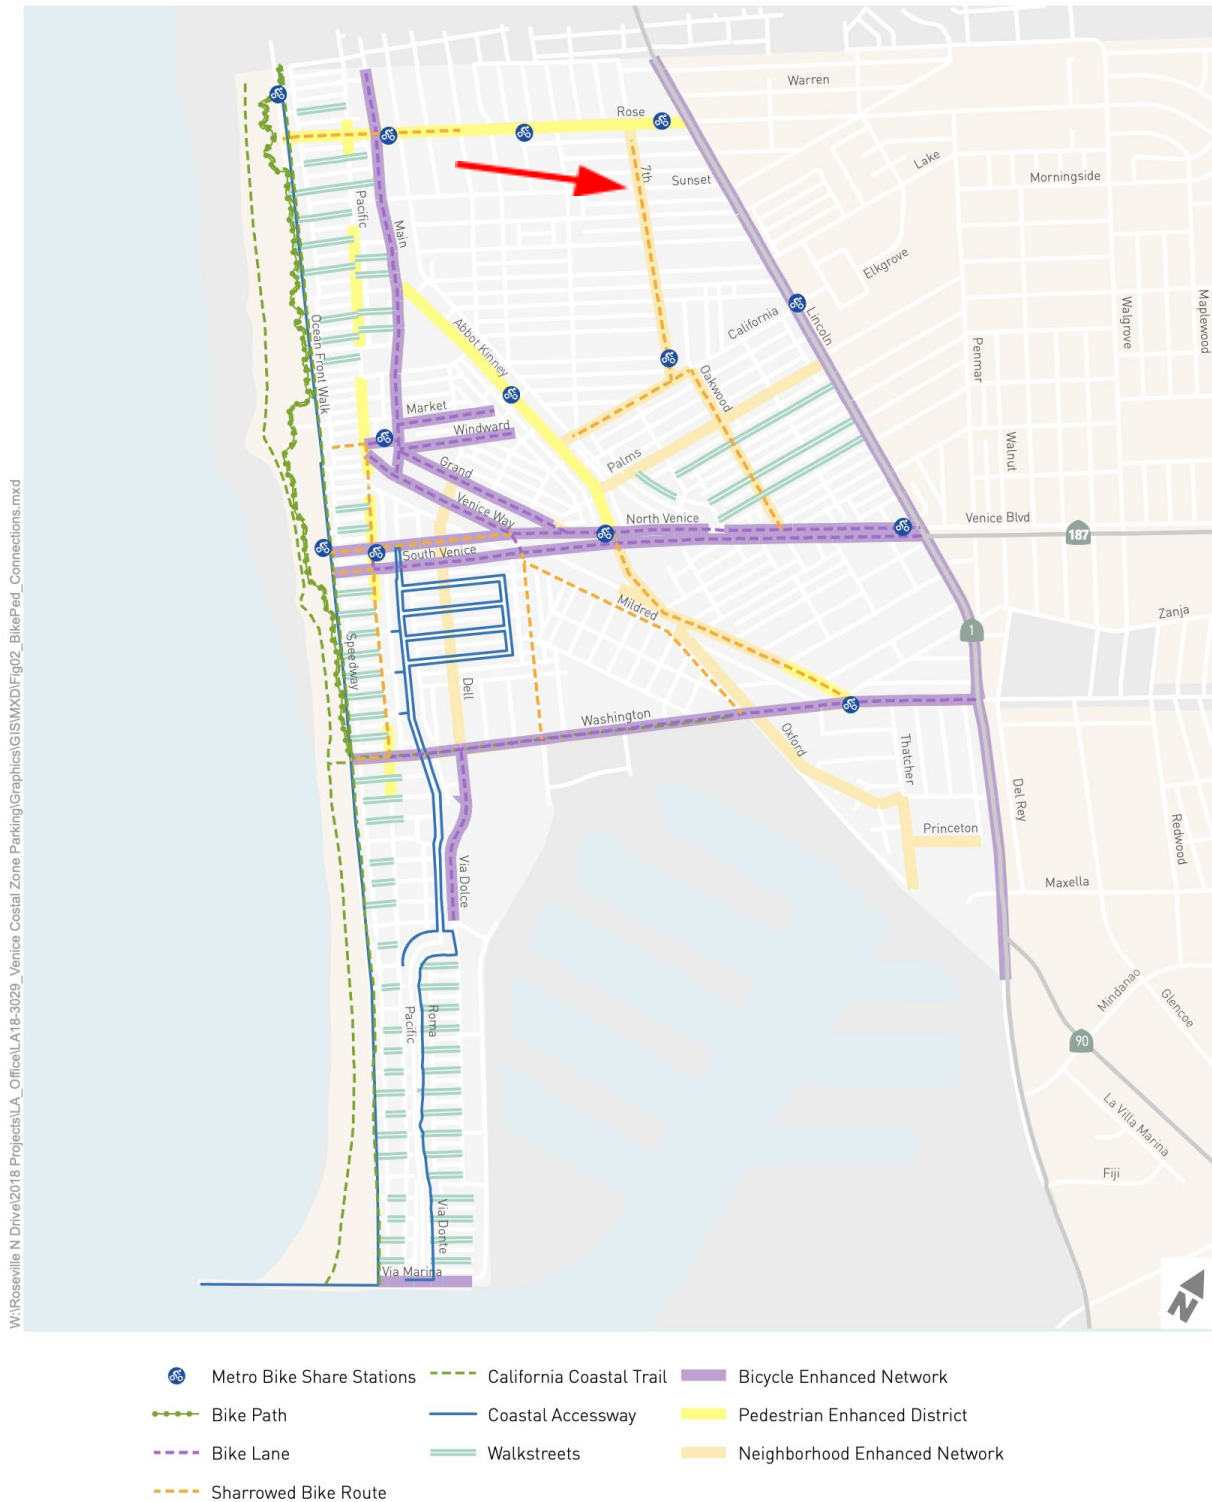 Warren
Rose
Lake
7th
Sunset
Morningside
Pacific
Main
Elkgrove
Ocean Front Walk
Abbot Kinney
California
Lincoln
Penmar
Walgrove
Maplewood
Oakwood
Market
Windward
Grand
Palms
Walnut
Venice Way
North Venice
Venice Blvd
187
South Venice
Mildred
Zanja
1
Speedway
Dell
Washington
Oxford
Thatcher
Del Rey
Princeton
Redwood
Via Dolce
Maxella
Pacific
Roma
Mindanao
Glencoe
90
La Villa Marina
Fiji
Via Donte
Via Marina
N
W:\Roseville N Drive\2018 Projects\LA_Office\LA18-3029_Venice Costal Zone Parking\Graphics\GIS\MXD\Fig02_BikePed_Connections.mxd
Metro Bike Share Stations
Bike Path
Bike Lane
Sharrowed Bike Route
California Coastal Trail
Coastal Accessway
Walkstreets
Bicycle Enhanced Network
Pedestrian Enhanced District
Neighborhood Enhanced Network